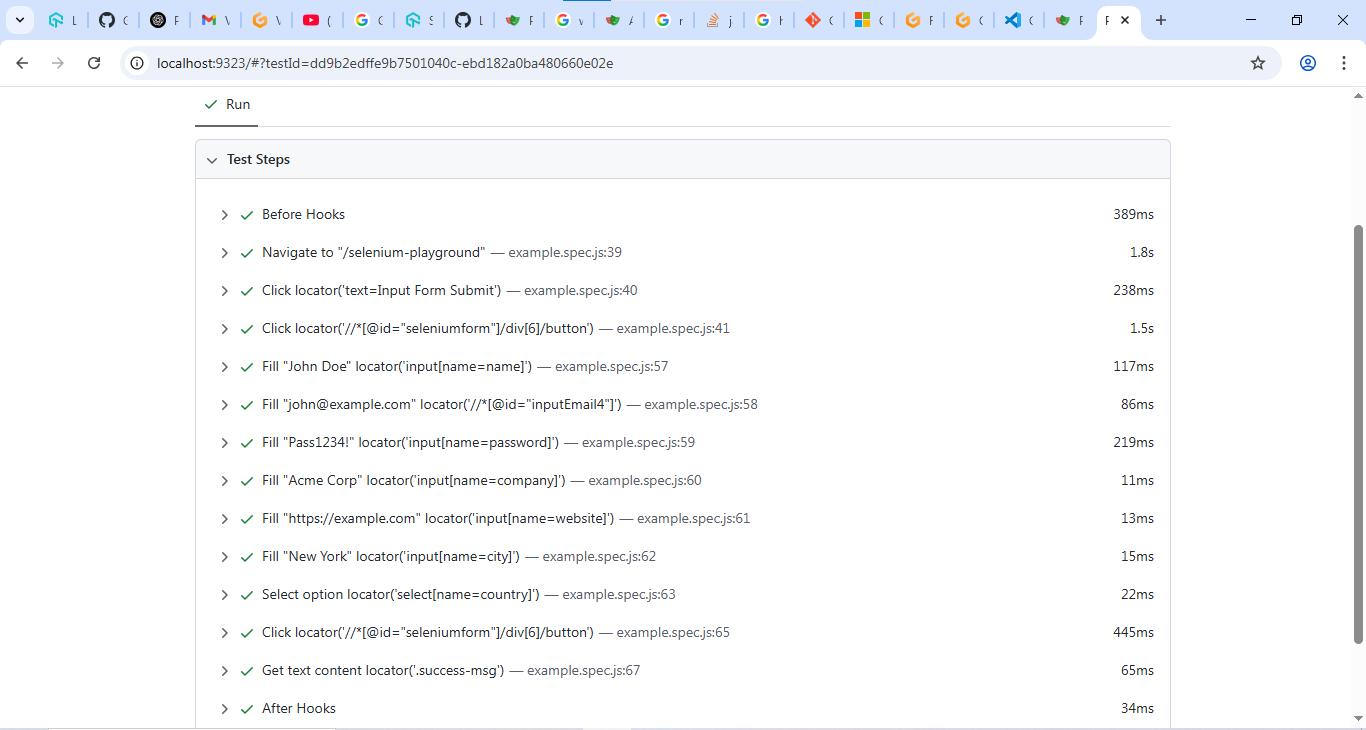 L
C
F
V
V
(
C
S
L
F
v
A
r
j
H
C
C
F
C
C
F
F
localhost:9323/#?testId=dd9b2edffe9b7501040c-ebd182a0ba480660e02e
Run
Test Steps
Before Hooks 389ms
Navigate to "/selenium-playground" — example.spec.js:39 1.8s
Click locator('text=Input Form Submit') — example.spec.js:40 238ms
Click locator('//*[@id="seleniumform"]/div[6]/button') — example.spec.js:41 1.5s
Fill "John Doe" locator('input[name=name]') — example.spec.js:57 117ms
Fill "john@example.com" locator('//*[@id="inputEmail4"]') — example.spec.js:58 86ms
Fill "Pass1234!" locator('input[name=password]') — example.spec.js:59 219ms
Fill "Acme Corp" locator('input[name=company]') — example.spec.js:60 11ms
Fill "https://example.com" locator('input[name=website]') — example.spec.js:61 13ms
Fill "New York" locator('input[name=city]') — example.spec.js:62 15ms
Select option locator('select[name=country]') — example.spec.js:63 22ms
Click locator('//*[@id="seleniumform"]/div[6]/button') — example.spec.js:65 445ms
Get text content locator('.success-msg') — example.spec.js:67 65ms
After Hooks 34ms